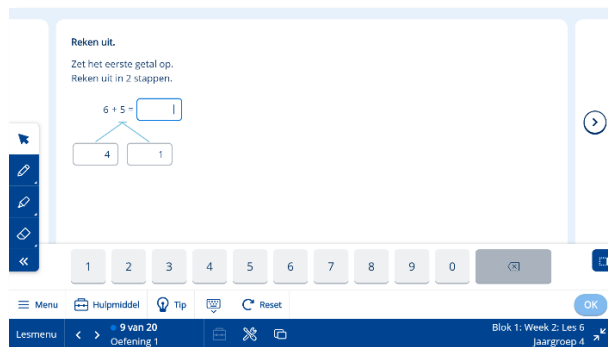 Reken uit.
Zet het eerste getal op.
Reken uit in 2 stappen.
6 + 5 =
4 1
1 2 3 4 5 6 7 8 9 0
Menu Hulpmiddel Tip Reset OK
Lesmenu 9 van 20 Blok 1: Week 2: Les 6
Oefening 1 Jaargroep 4